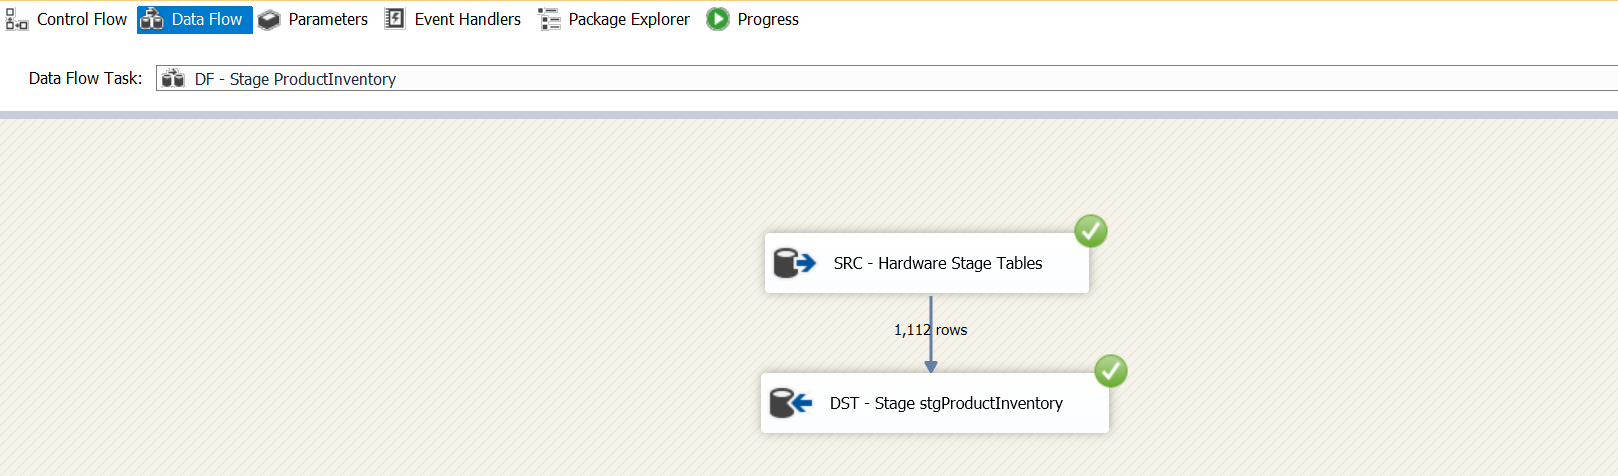 Control Flow Data Flow Parameters Event Handlers Package Explorer Progress
Data Flow Task: DF - Stage ProductInventory
SRC - Hardware Stage Tables
1,112 rows
DST - Stage stgProductInventory